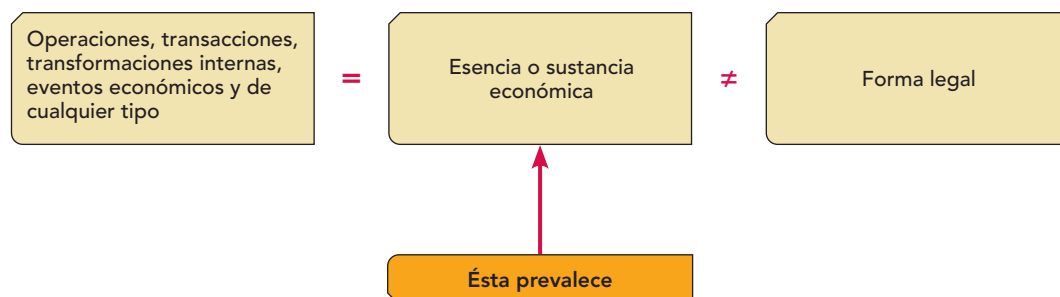 Operaciones, transacciones,
transformaciones internas,
eventos económicos y de
cualquier tipo
=
Esencia o sustancia
económica
≠
Forma legal
Ésta prevalece